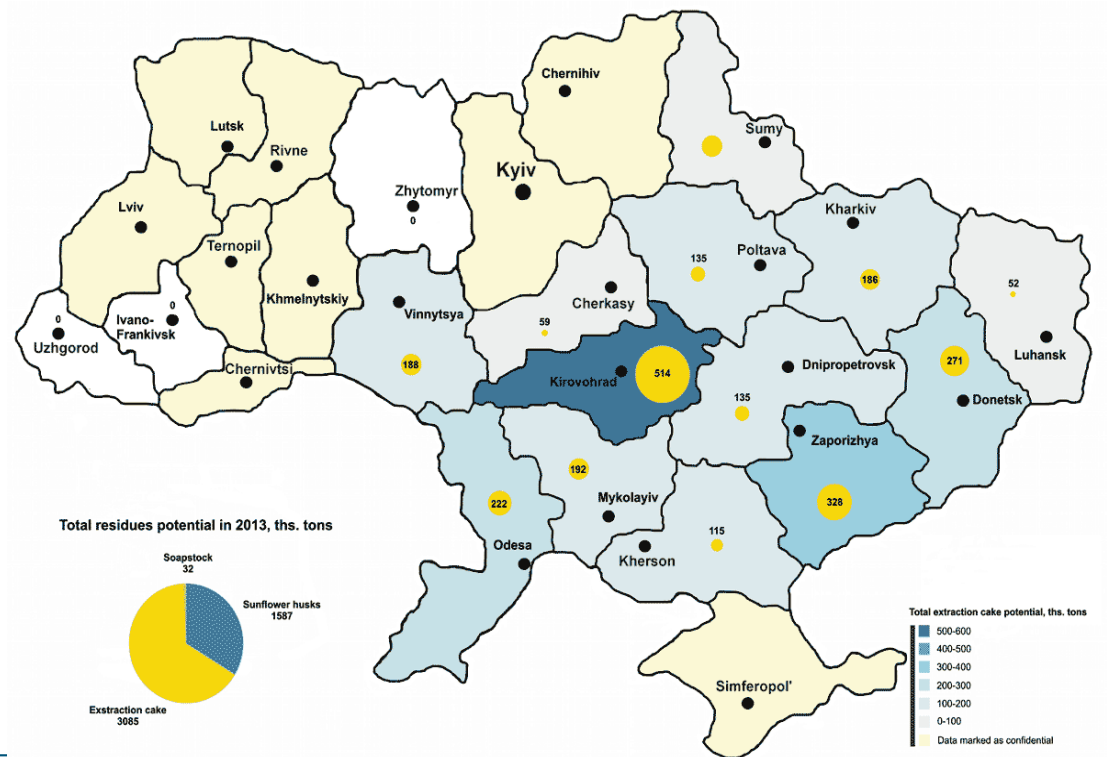 Chernihiv
Sumy
Lutsk
Rivne
Kyiv
Zhytomyr
0
Lviv
Kharkiv
Ternopil
Poltava
135
186
Khmelnytskiy
Cherkasy
52
Vinnytsya
0
Ivano-
Frankivsk
0
Uzhgorod
59
Luhansk
188
Kirovohrad
514
Dnipropetrovsk
271
Chernivtsi
Donetsk
135
Zaporizhya
192
222
Mykolayiv
328
Odesa
Kherson
115
Simferopol'
Total residues potential in 2013, ths. tons
Soapstock
32
Sunflower husks
1587
Exstraction cake
3085
Total extraction cake potential, ths. tons
500-600
400-500
300-400
200-300
100-200
0-100
Data marked as confidential